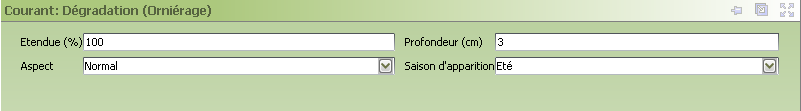 Courant: Dégradation (Orniérage)
Etendue (%) 100 Profondeur (cm) 3
Aspect Normal Saison d'apparition Eté